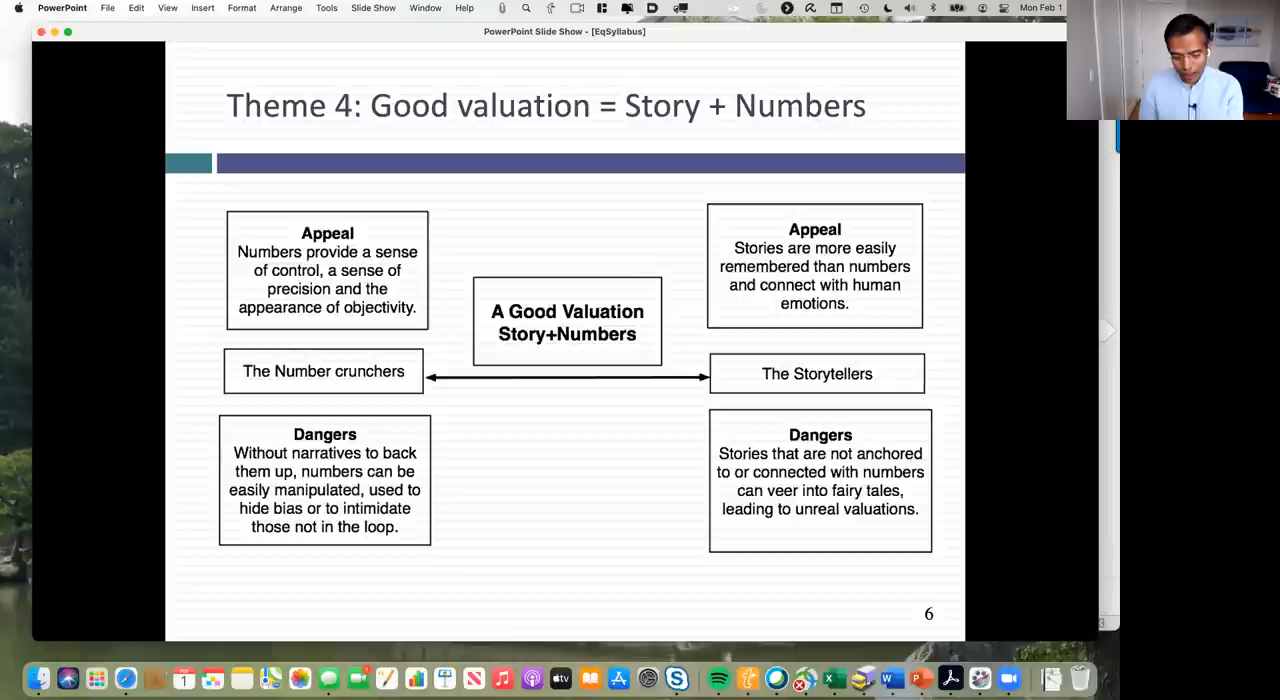 PowerPoint File Edit View Insert Format Arrange Tools Slide Show Window Help Mon Feb 1
PowerPoint Slide Show - [EqSyllabus]
Theme 4: Good valuation = Story + Numbers
Appeal
Numbers provide a sense
of control, a sense of
precision and the
appearance of objectivity.
The Number crunchers
Dangers
Without narratives to back
them up, numbers can be
easily manipulated, used to
hide bias or to intimidate
those not in the loop.
A Good Valuation
Story+Numbers
Appeal
Stories are more easily
remembered than numbers
and connect with human
emotions.
The Storytellers
Dangers
Stories that are not anchored
to or connected with numbers
can veer into fairy tales,
leading to unreal valuations.
6